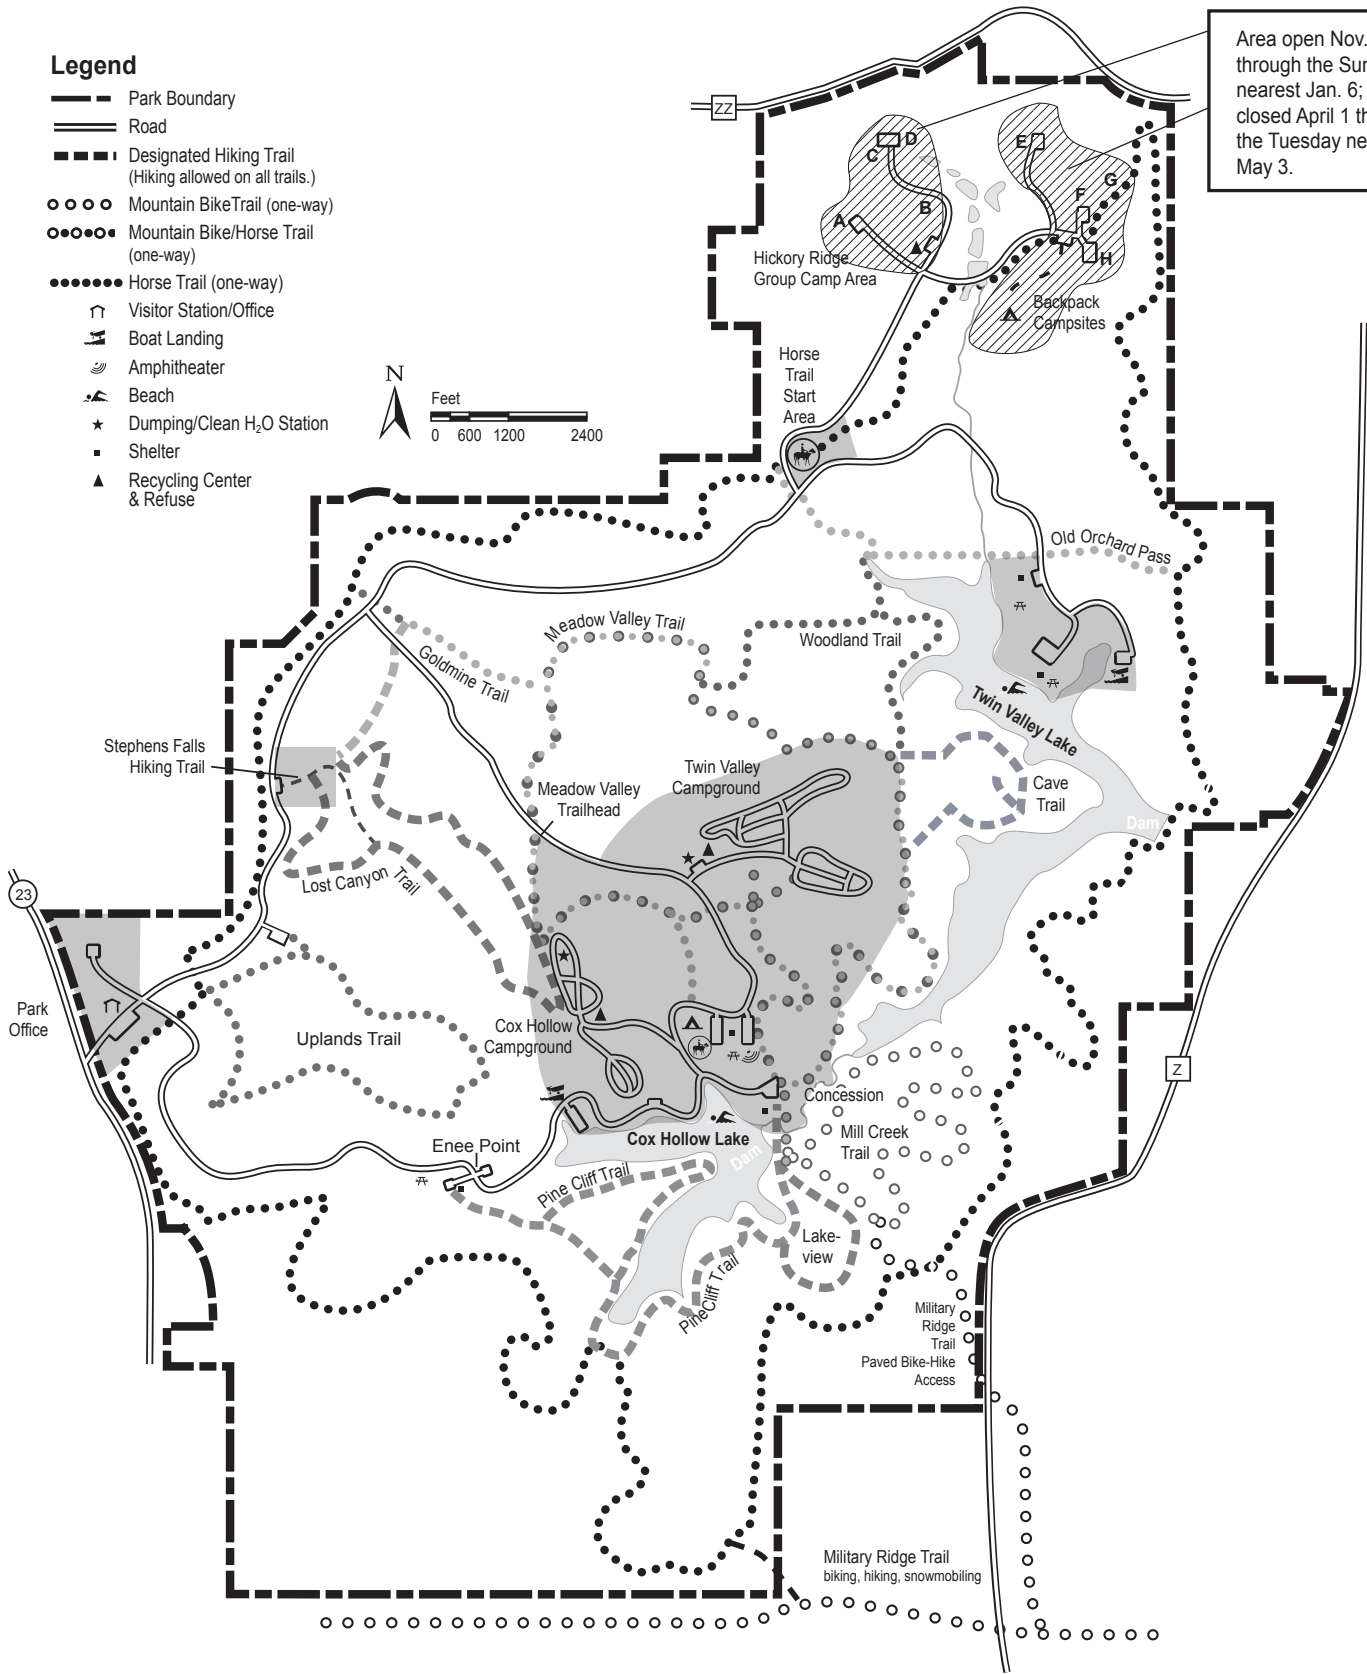 Legend
Park Boundary
Road
Designated Hiking Trail
(Hiking allowed on all trails.)
Mountain BikeTrail (one-way)
Mountain Bike/Horse Trail
(one-way)
Horse Trail (one-way)
Visitor Station/Office
Boat Landing
Amphitheater
Beach
Dumping/Clean H₂O Station
Shelter
Recycling Center
& Refuse
N
Feet
0 600 1200 2400
ZZ
Area open Nov.
through the Sun
nearest Jan. 6;
closed April 1 th
the Tuesday ne
May 3.
C
D
E
A
B
F
G
H
I
Hickory Ridge
Group Camp Area
Backpack
Campsites
Horse
Trail
Start
Area
Old Orchard Pass
Meadow Valley Trail
Woodland Trail
Goldmine Trail
Twin Valley Lake
Stephens Falls
Hiking Trail
Meadow Valley
Trailhead
Twin Valley
Campground
Cave
Trail
Dam
Lost Canyon Trail
23
Park
Office
Uplands Trail
Cox Hollow
Campground
Concession
Z
Mill Creek
Trail
Enee Point
Cox Hollow Lake
Dam
Pine Cliff Trail
Lake-
view
PineCliff Trail
Military
Ridge
Trail
Paved Bike-Hike
Access
Military Ridge Trail
biking, hiking, snowmobiling